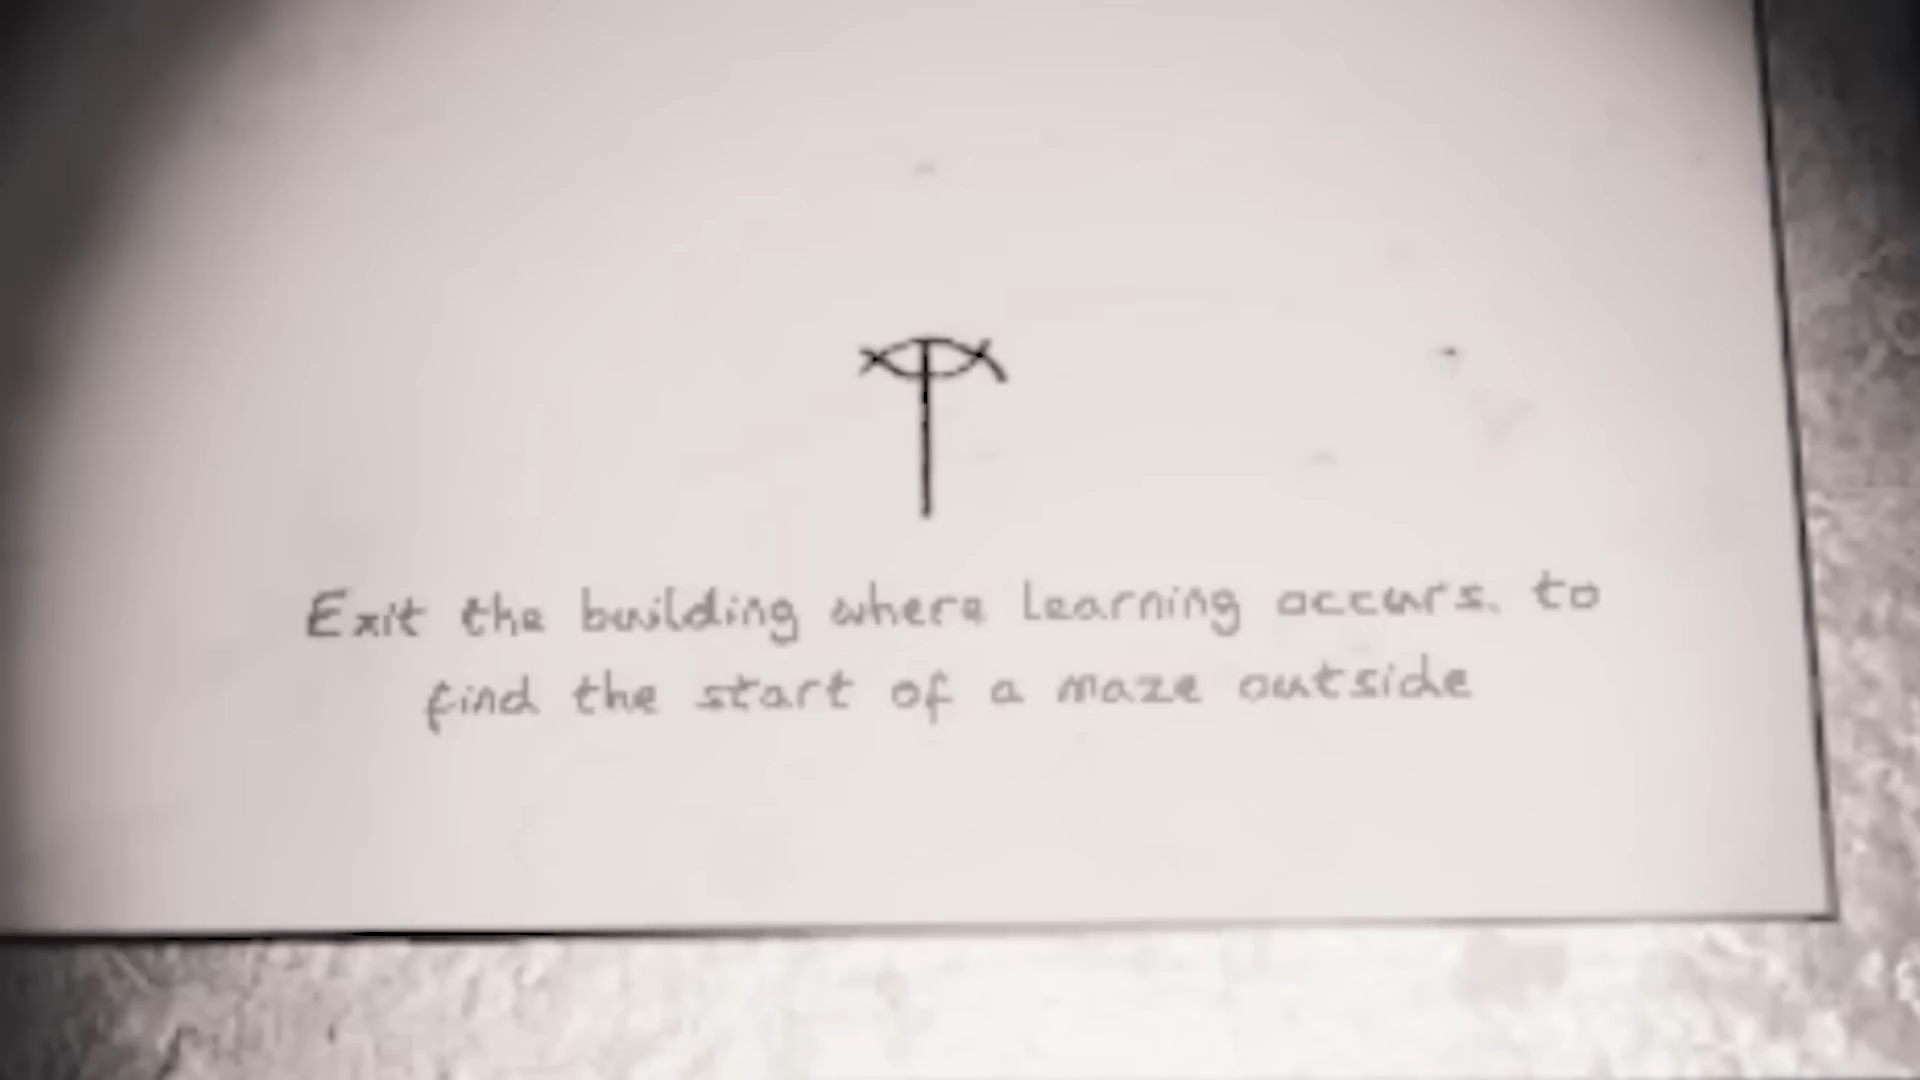 Exit the building where learning occurs. to
find the start of a maze outside